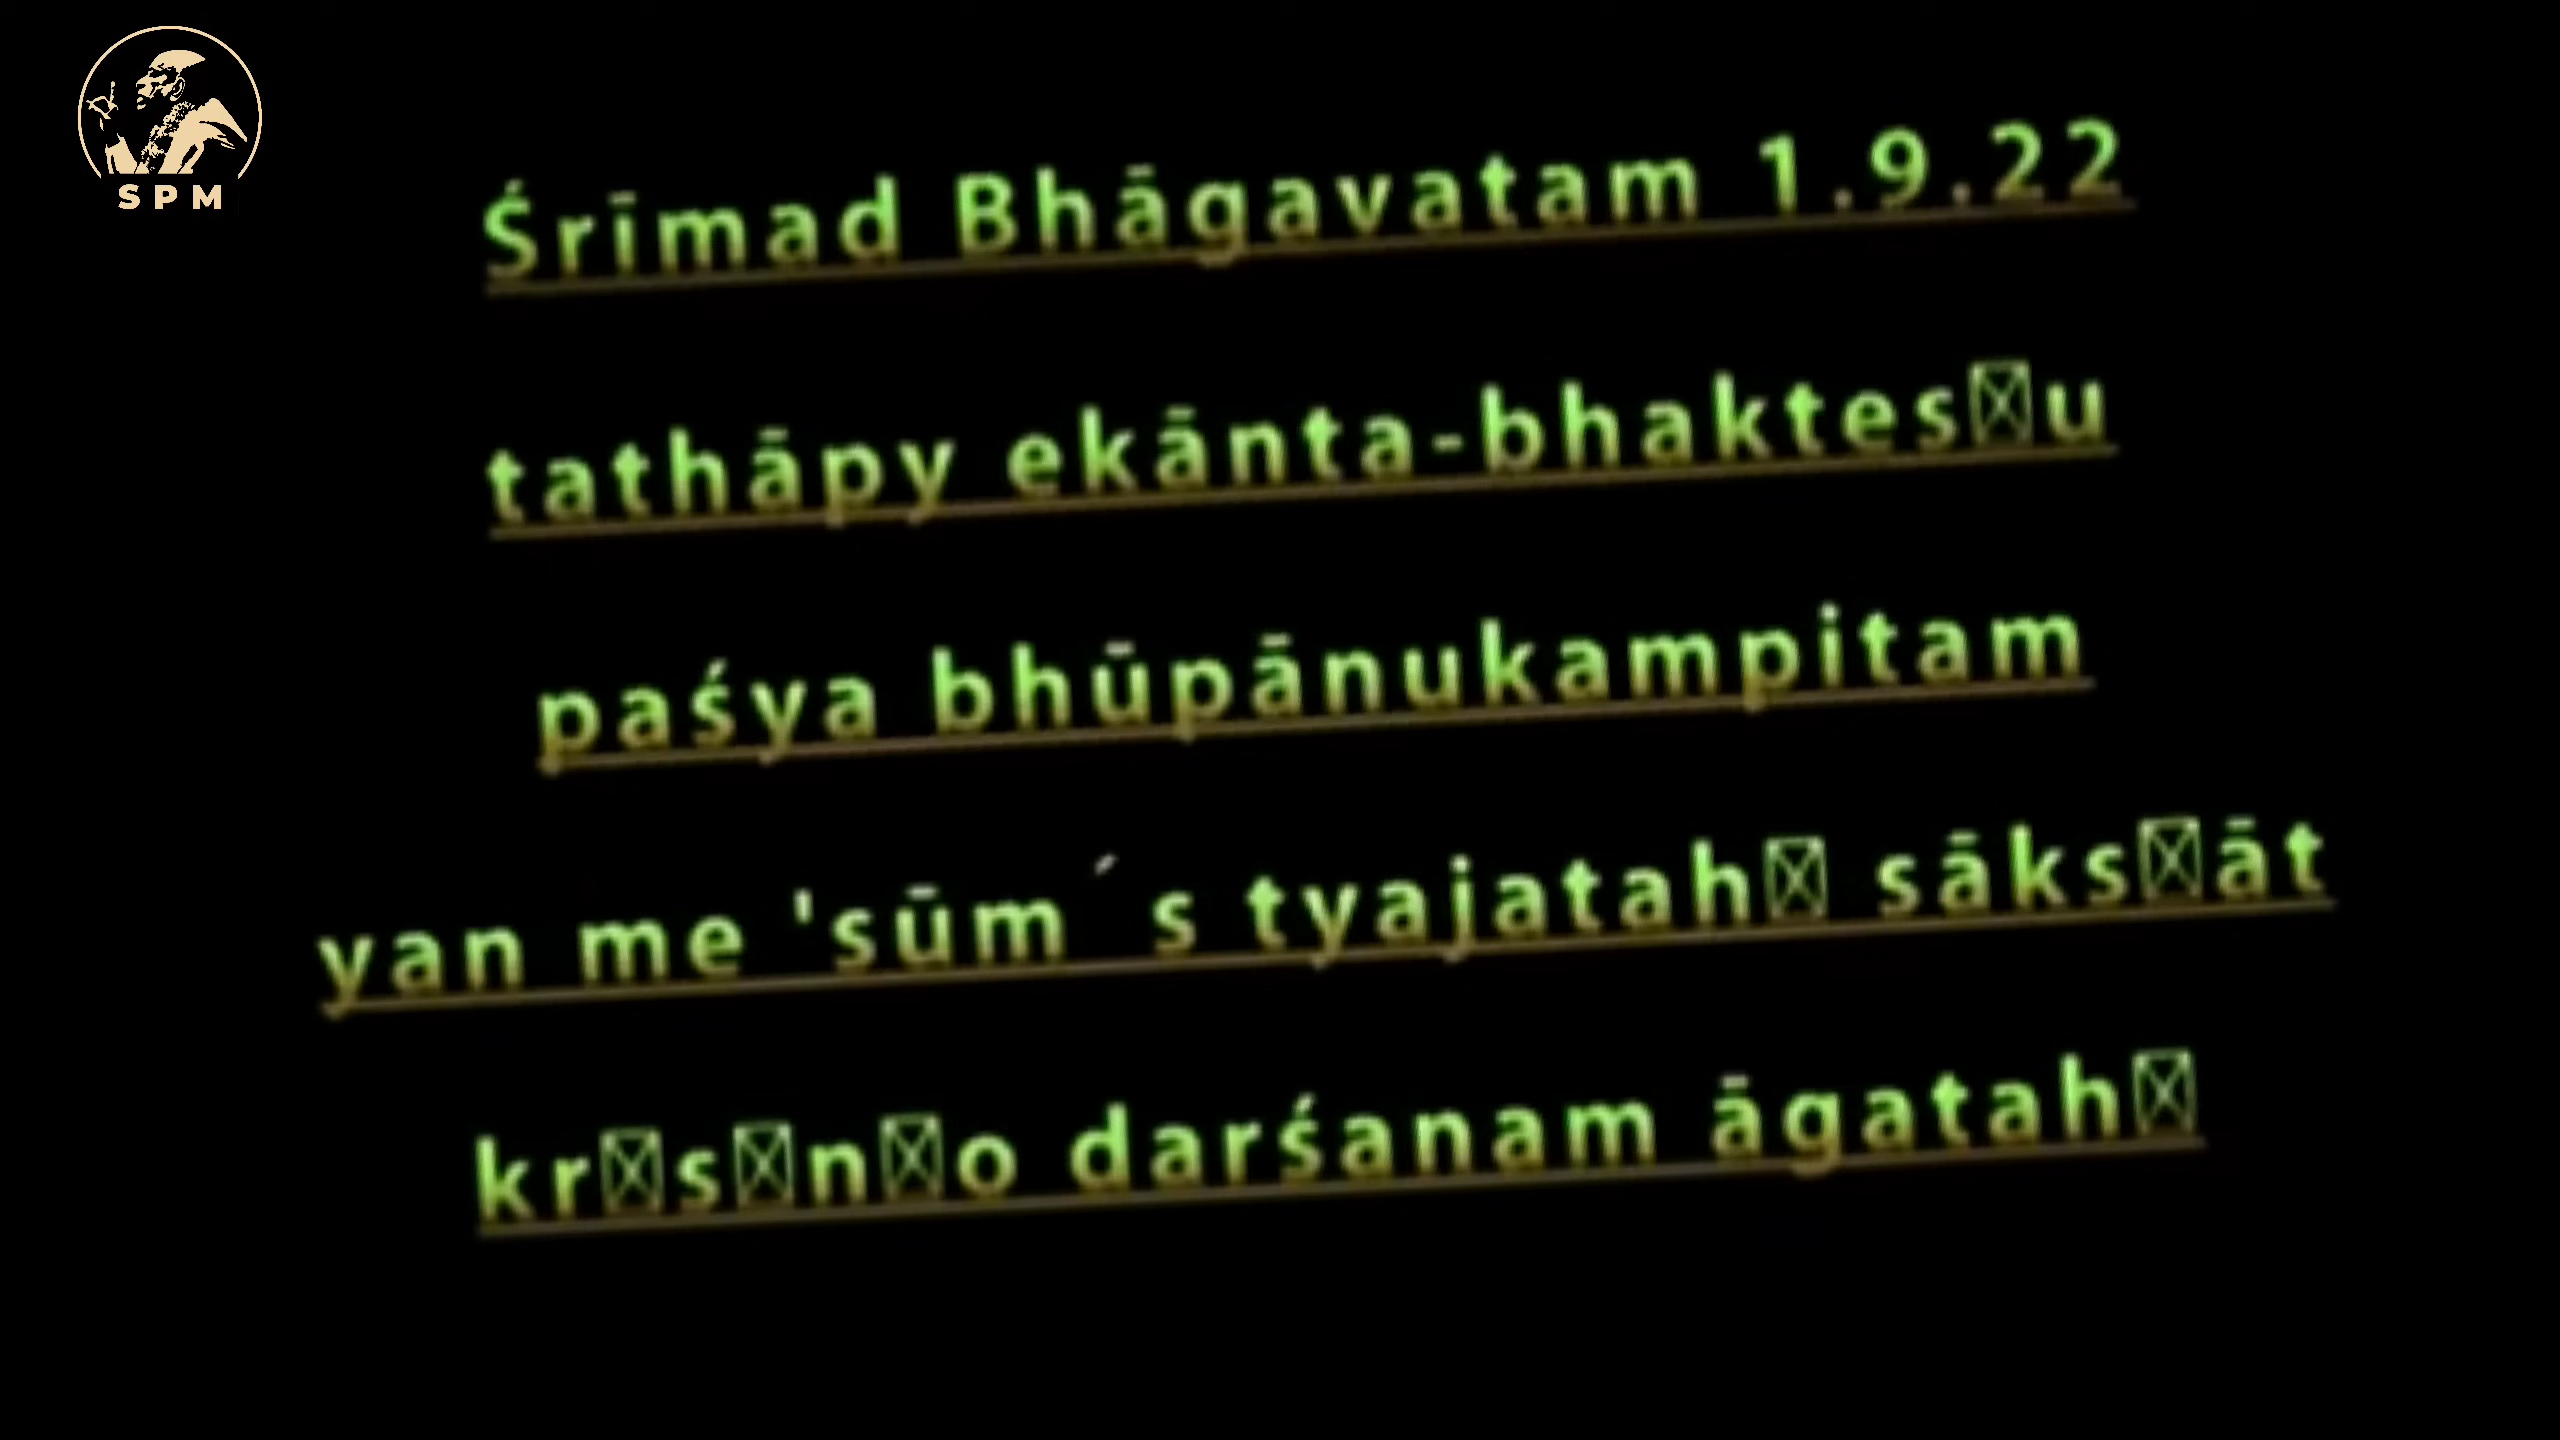 SPM
Śrīmad Bhāgavatam 1.9.22
tathāpy ekānta-bhaktes☒u
paśya bhūpānukampitam
yan me 'sūm´s tyajatah☒ sāks☒āt
kr☒s☒n☒o darśanam āgatah☒